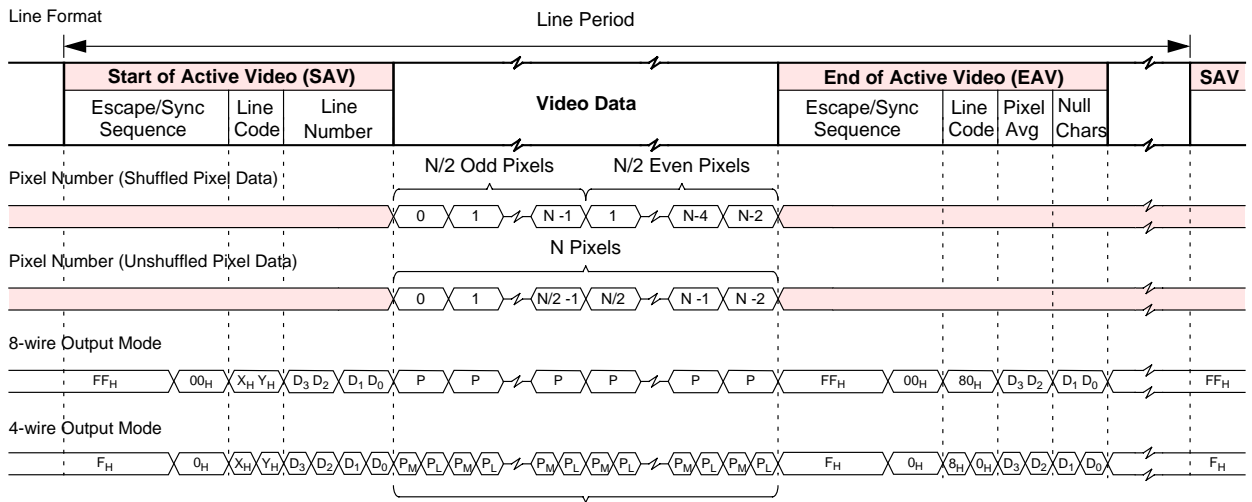 Line Format
Line Period
Start of Active Video (SAV)
End of Active Video (EAV)
SAV
Escape/Sync Sequence
Line Code
Line Number
Video Data
Escape/Sync Sequence
Line Code
Pixel Avg
Null Chars
N/2 Odd Pixels
N/2 Even Pixels
Pixel Number (Shuffled Pixel Data)
0 1 N -1 1 N-4 N-2
Pixel Number (Unshuffled Pixel Data)
N Pixels
0 1 N/2 -1 N/2 N -1 N -2
8-wire Output Mode
FFH 00H XH YH D3 D2 D1 D0 P P P P P P FFH 00H 80H D3 D2 D1 D0 FFH
4-wire Output Mode
FH 0H XH YH D3 D2 D1 D0 PM PL PM PL PM PL PM PL PM PL PM PL FH 0H 8H 0H D3 D2 D1 D0 FH